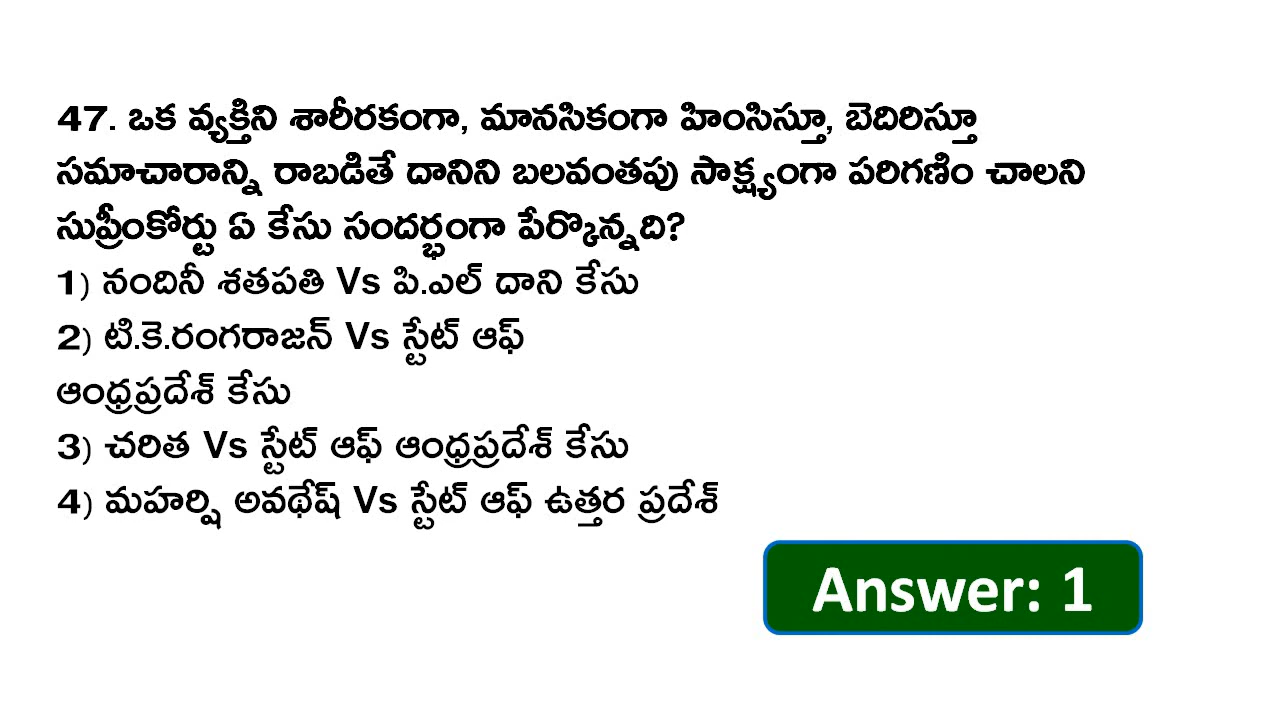 47. ఒక వ్యక్తిని శారీరకంగా, మానసికంగా హింసిస్తూ, బెదిరిస్తూ
సమాచారాన్ని రాబడితే దానిని బలవంతపు సాక్ష్యంగా పరిగణిం చాలని
సుప్రీంకోర్టు ఏ కేసు సందర్భంగా పేర్కొన్నది?
1) నందినీ శతపతి Vs పి.ఎల్ దాని కేసు
2) టి.కె.రంగరాజన్ Vs స్టేట్ ఆఫ్
ఆంధ్రప్రదేశ్ కేసు
3) చరిత Vs స్టేట్ ఆఫ్ ఆంధ్రప్రదేశ్ కేసు
4) మహర్షి అవథేష్ Vs స్టేట్ ఆఫ్ ఉత్తర ప్రదేశ్
Answer: 1